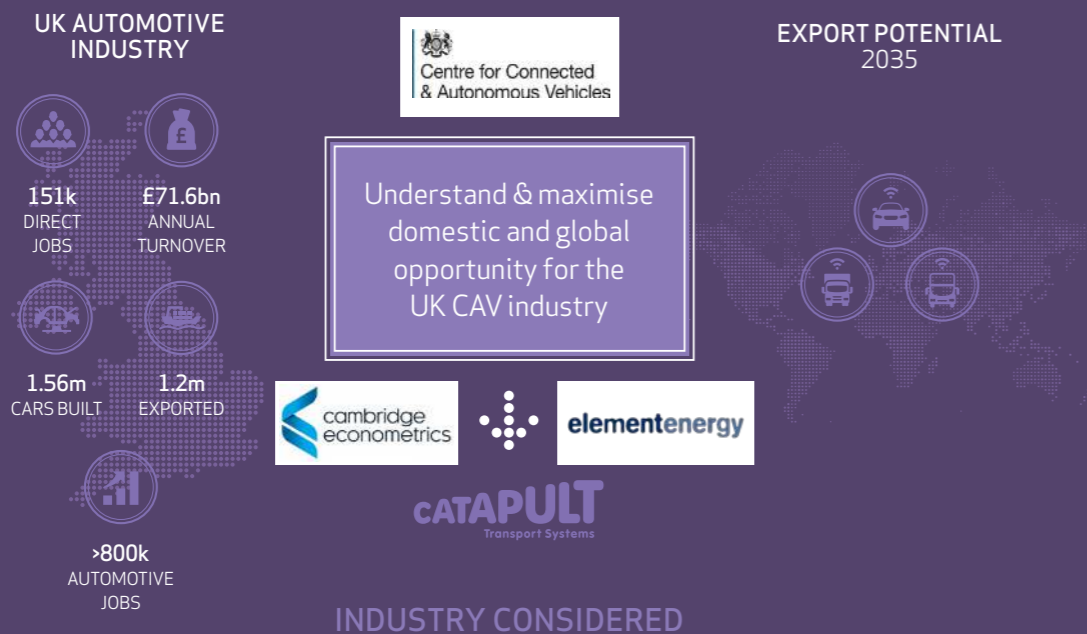 UK AUTOMOTIVE
INDUSTRY
151k
DIRECT
JOBS
£
£71.6bn
ANNUAL
TURNOVER
1.56m
CARS BUILT
1.2m
EXPORTED
>800k
AUTOMOTIVE
JOBS
Centre for Connected
& Autonomous Vehicles
Understand & maximise
domestic and global
opportunity for the
UK CAV industry
cambridge
econometrics
elementenergy
CATAPULT
Transport Systems
EXPORT POTENTIAL
2035
INDUSTRY CONSIDERED